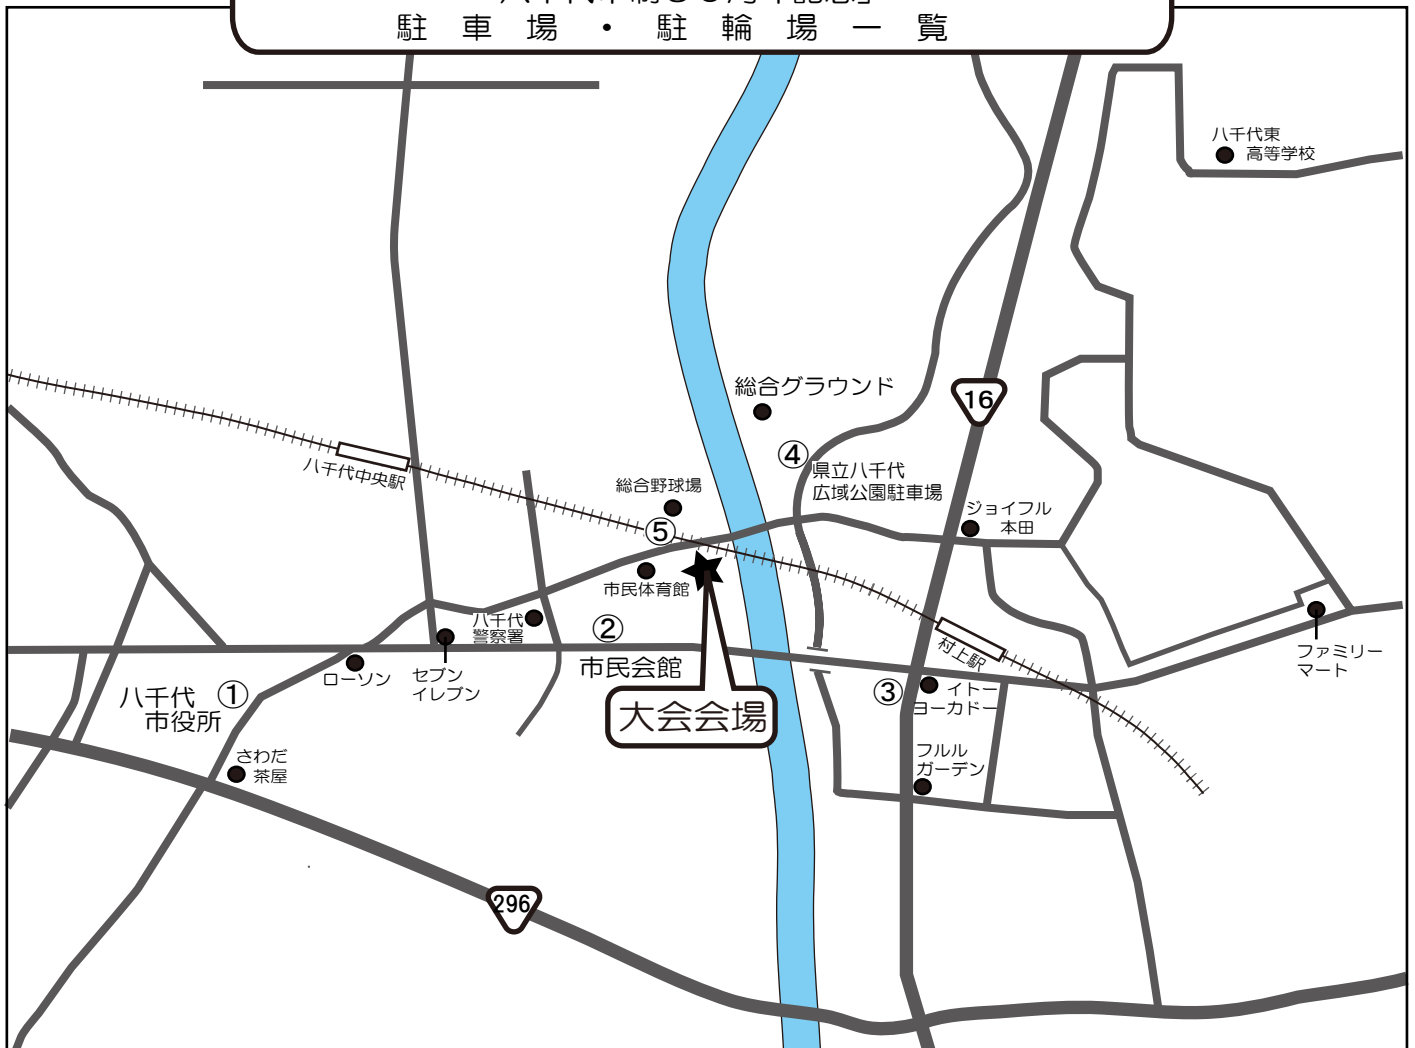 駐車場・駐輪場一覧
八千代東
高等学校
総合グラウンド
16
八千代中央駅
④
県立八千代
広域公園駐車場
総合野球場
⑤
ジョイフル
本田
市民体育館
八千代
警察署
②
市民会館
村上駅
ファミリー
マート
ローソン
セブン
イレブン
八千代
市役所
①
③
イトー
ヨーカドー
大会会場
さわだ
茶屋
フルル
ガーデン
296